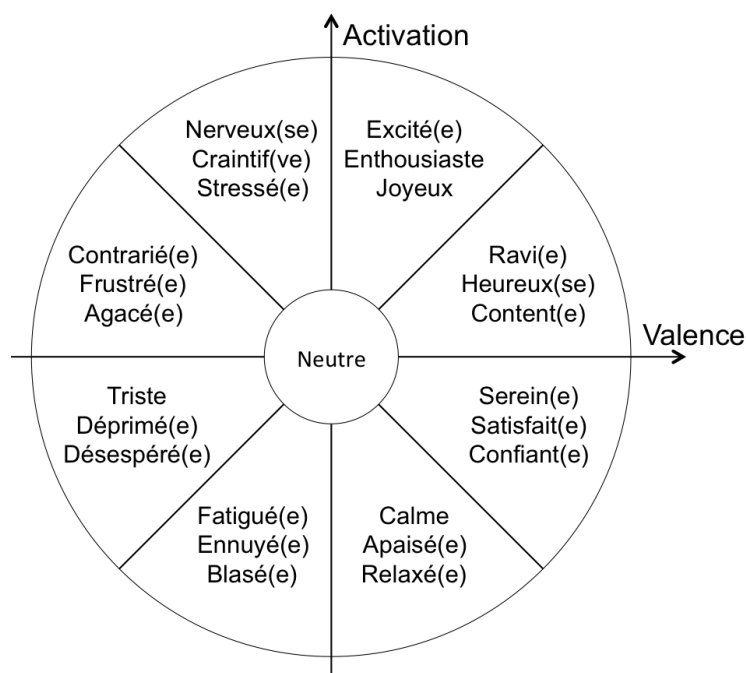 Activation
Nerveux(se)
Craintif(ve)
Stressé(e)
Excité(e)
Enthousiaste
Joyeux
Contrarié(e)
Frustré(e)
Agacé(e)
Ravi(e)
Heureux(se)
Content(e)
Valence
Neutre
Triste
Déprimé(e)
Désespéré(e)
Serein(e)
Satisfait(e)
Confiant(e)
Fatigué(e)
Ennuyé(e)
Blasé(e)
Calme
Apaisé(e)
Relaxé(e)